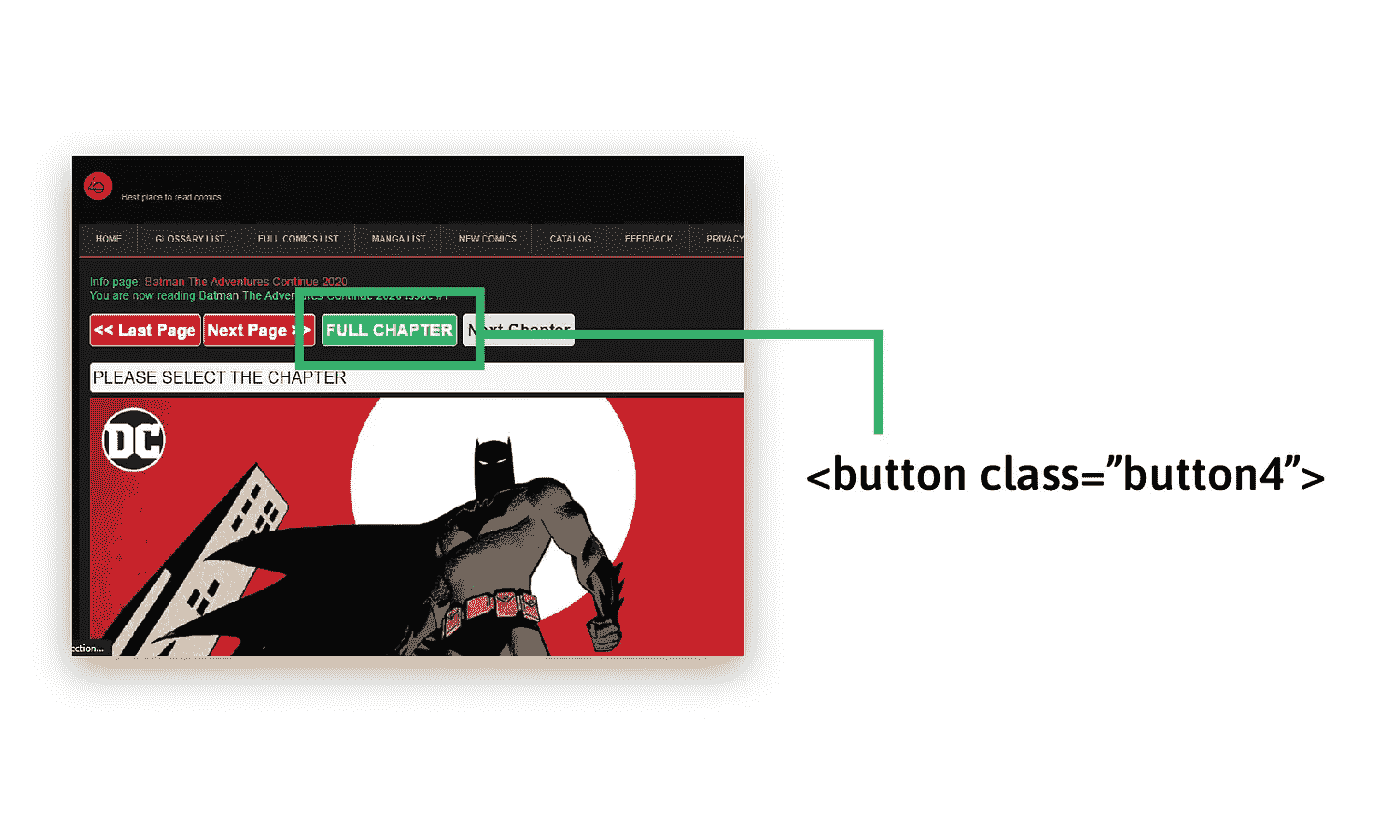 Best place to read comics
HOME GLOSSARY LIST FULL COMICS LIST MANGA LIST NEW COMICS CATALOG FEEDBACK PRIVACY
Info page: Batman The Adventures Continue 2020
You are now reading Batman The Adventures Continue 2020 Issue #1
<< Last Page Next Page >> FULL CHAPTER Next Chapter
PLEASE SELECT THE CHAPTER
DC
<button class=”button4”>
ction...